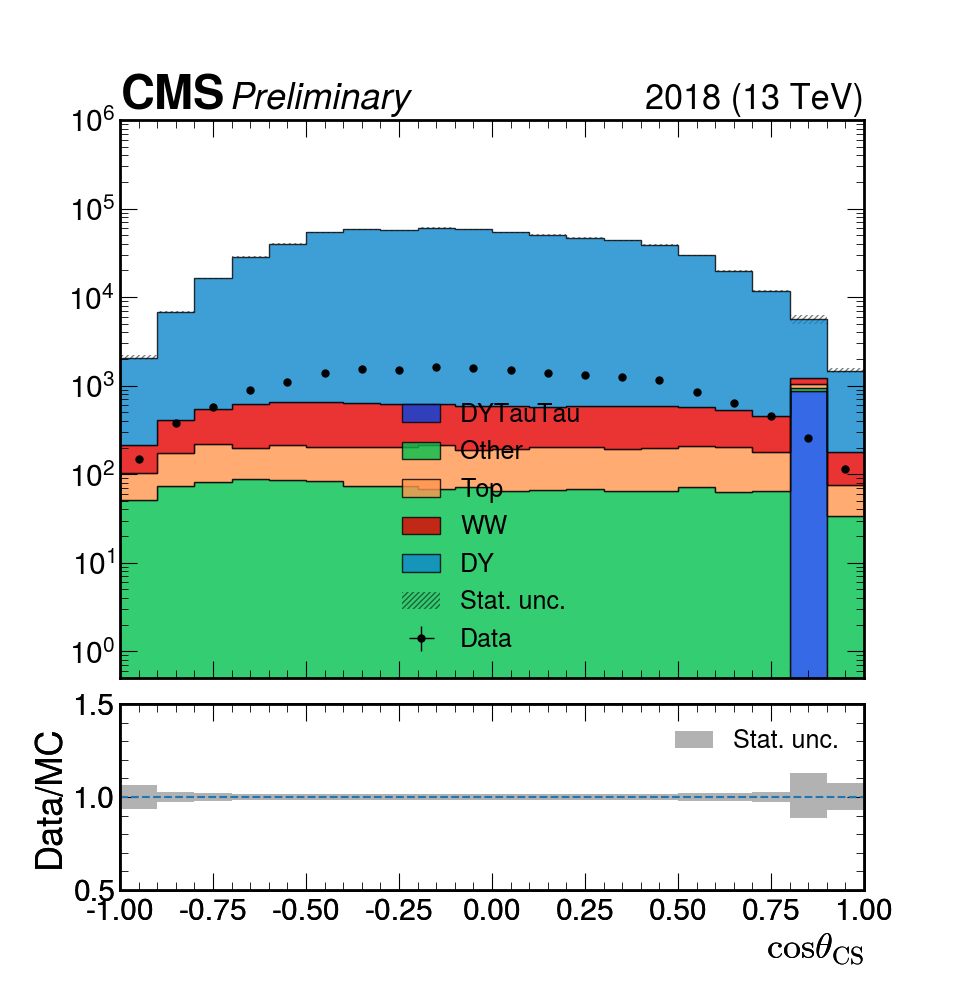 CMS Preliminary 2018 (13 TeV)
10^6
10^5
10^4
10^3
10^2
10^1
10^0
DYTauTau
Other
Top
WW
DY
Stat. unc.
Data
1.5
1.0
0.5
Data/MC
Stat. unc.
-1.00 -0.75 -0.50 -0.25 0.00 0.25 0.50 0.75 1.00
cosθ_CS